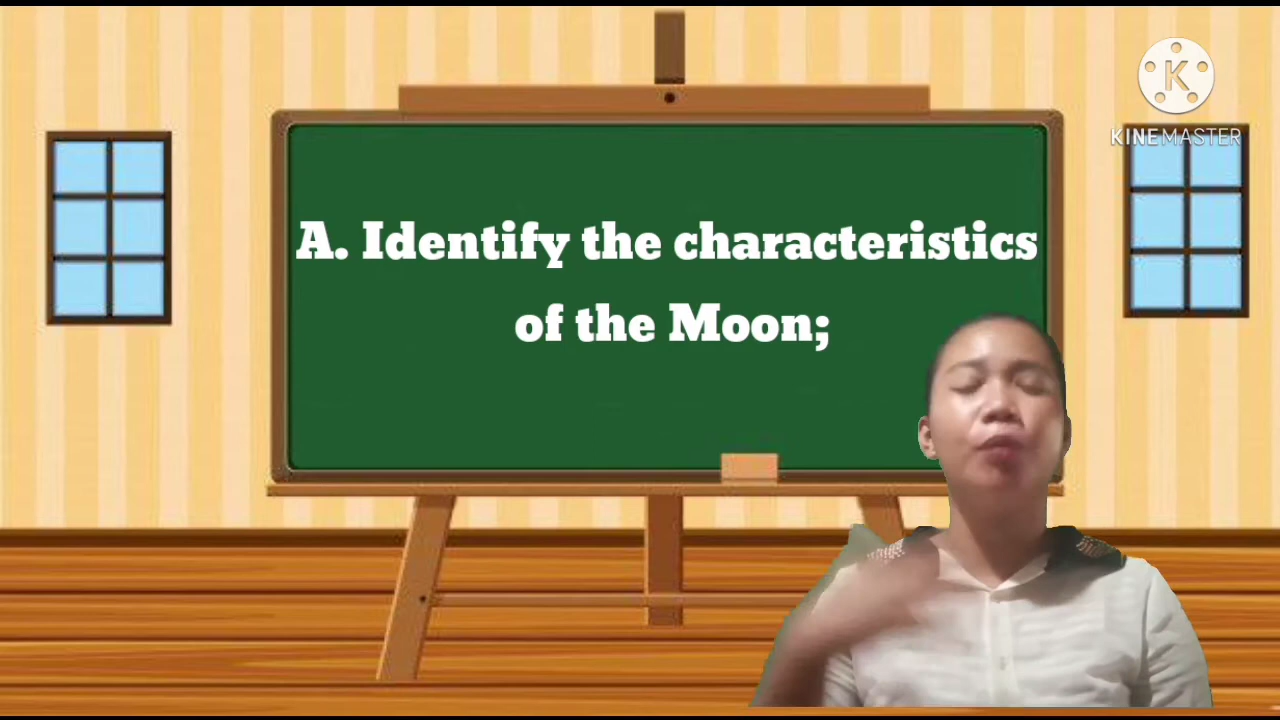 K
KINEMASTER
A. Identify the characteristics
of the Moon;